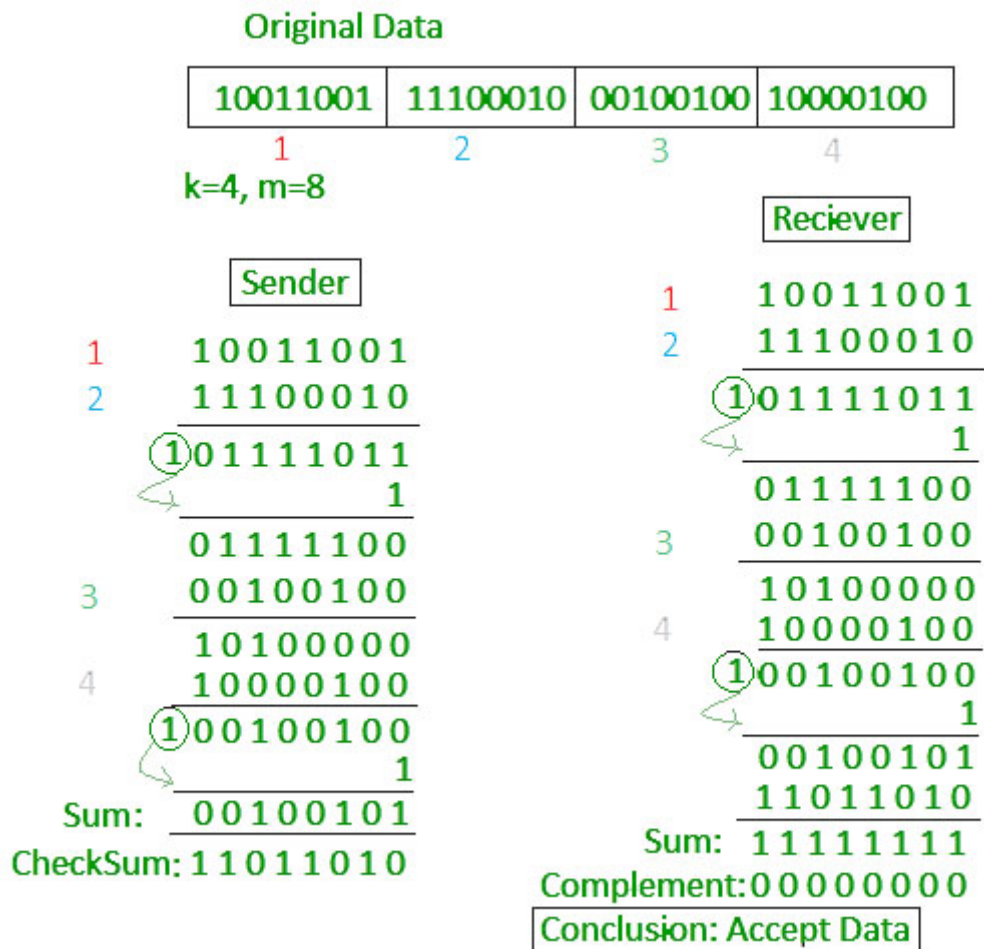 Original Data
10011001 11100010 00100100 10000100
1 2 3 4
k=4, m=8
Sender
1 10011001
2 11100010
1 01111011
1
01111100
3 00100100
10100000
4 10000100
1 00100100
1
Sum: 00100101
CheckSum: 11011010
Reciever
1 10011001
2 11100010
1 01111011
1
01111100
3 00100100
10100000
4 10000100
1 00100100
1
00100101
11011010
Sum: 11111111
Complement: 00000000
Conclusion: Accept Data